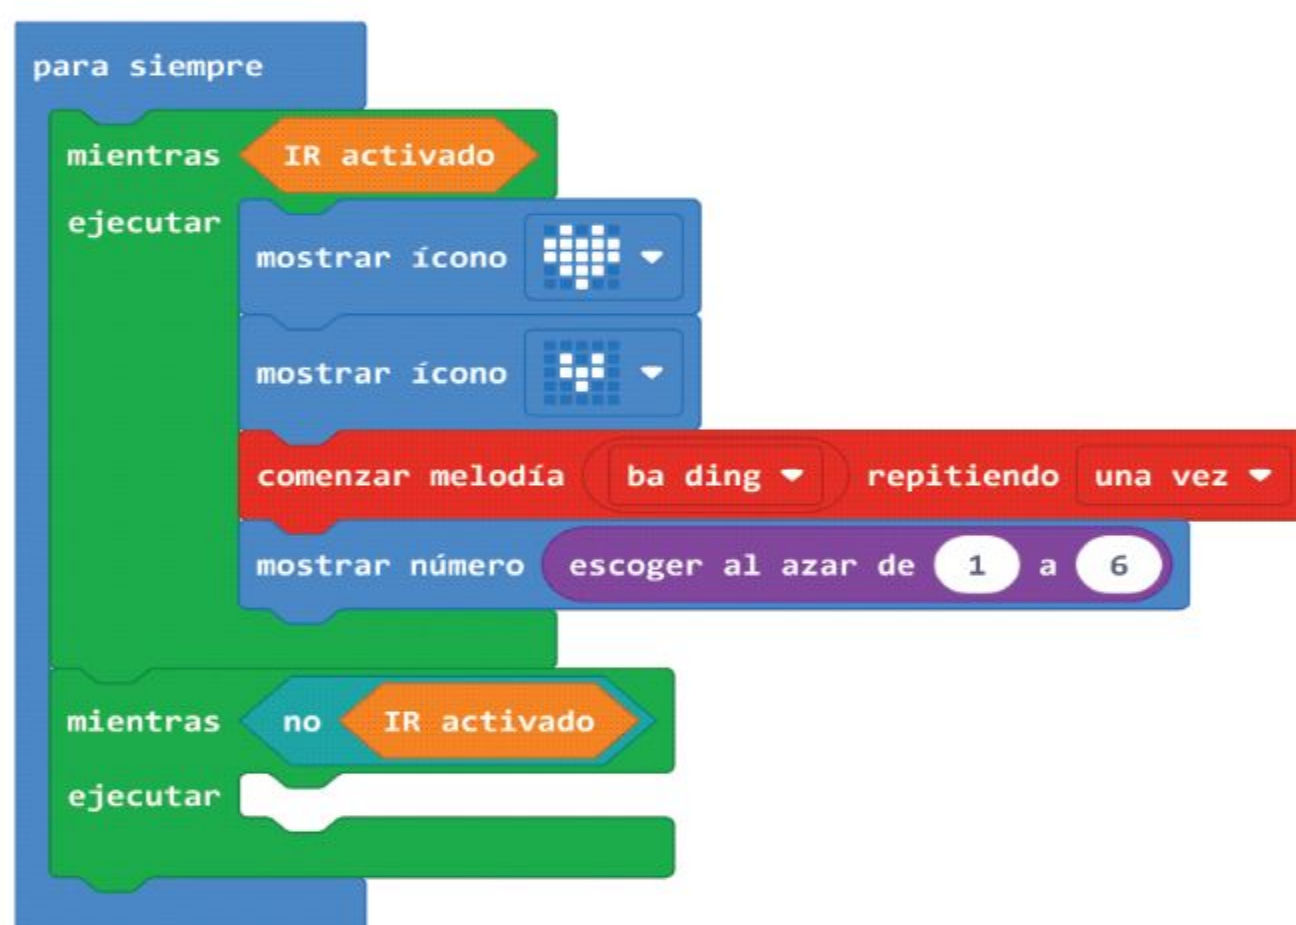 para siempre
mientras IR activado
ejecutar
mostrar ícono
mostrar ícono
comenzar melodía ba ding repitiendo una vez
mostrar número escoger al azar de 1 a 6
mientras no IR activado
ejecutar